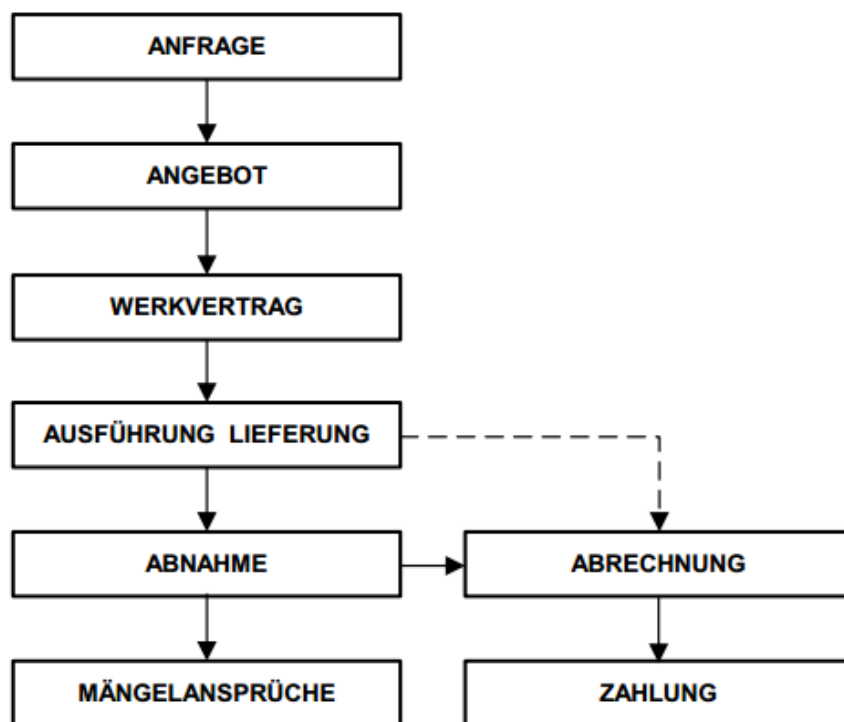 ANFRAGE
ANGEBOT
WERKVERTRAG
AUSFÜHRUNG LIEFERUNG
ABNAHME
ABRECHNUNG
MÄNGELANSPRÜCHE
ZAHLUNG